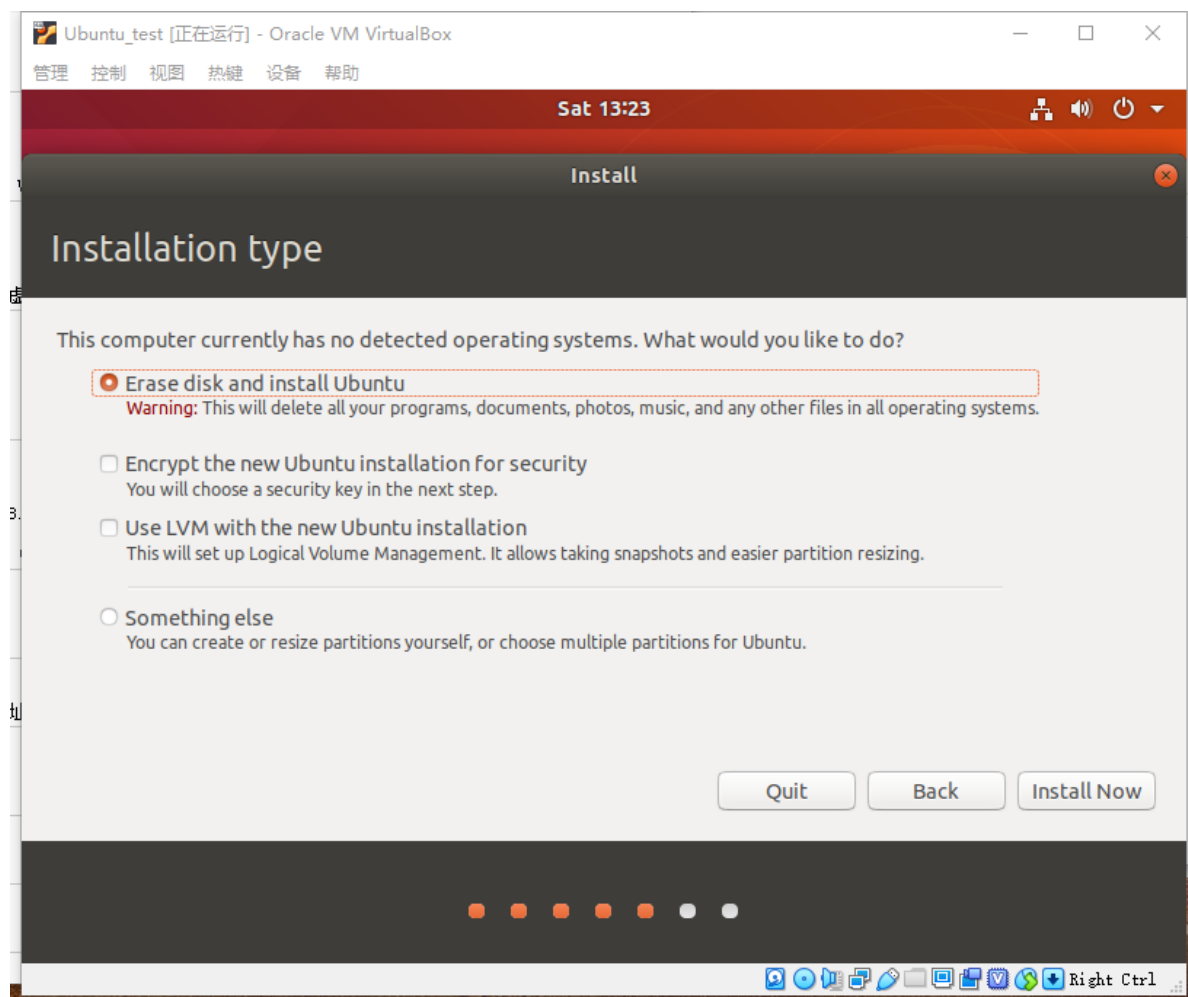 Ubuntu_test [正在运行] - Oracle VM VirtualBox
管理 控制 视图 热键 设备 帮助
Sat 13:23
Install
Installation type
This computer currently has no detected operating systems. What would you like to do?
Erase disk and install Ubuntu
Warning: This will delete all your programs, documents, photos, music, and any other files in all operating systems.
Encrypt the new Ubuntu installation for security
You will choose a security key in the next step.
Use LVM with the new Ubuntu installation
This will set up Logical Volume Management. It allows taking snapshots and easier partition resizing.
Something else
You can create or resize partitions yourself, or choose multiple partitions for Ubuntu.
Quit Back Install Now
Right Ctrl